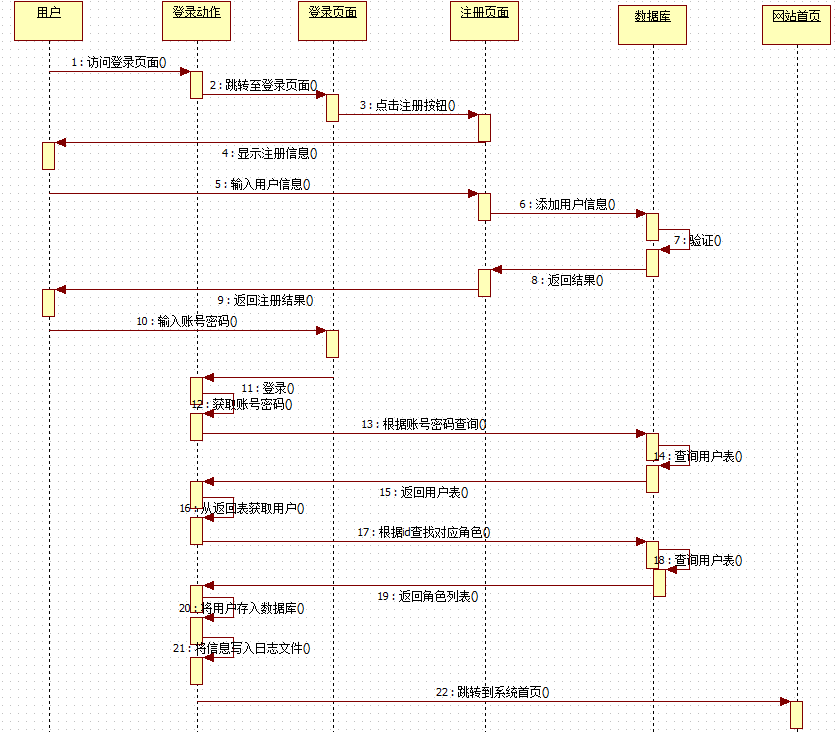 用户
登录动作
登录页面
注册页面
数据库
网站首页
1 : 访问登录页面()
2 : 跳转至登录页面()
3 : 点击注册按钮()
4 : 显示注册信息()
5 : 输入用户信息()
6 : 添加用户信息()
7 : 验证()
8 : 返回结果()
9 : 返回注册结果()
10 : 输入账号密码()
11 : 登录()
12 : 获取账号密码()
13 : 根据账号密码查询()
14 : 查询用户表()
15 : 返回用户表()
16 : 从返回表获取用户()
17 : 根据id查找对应角色()
18 : 查询用户表()
19 : 返回角色列表()
20 : 将用户存入数据库()
21 : 将信息写入日志文件()
22 : 跳转到系统首页()